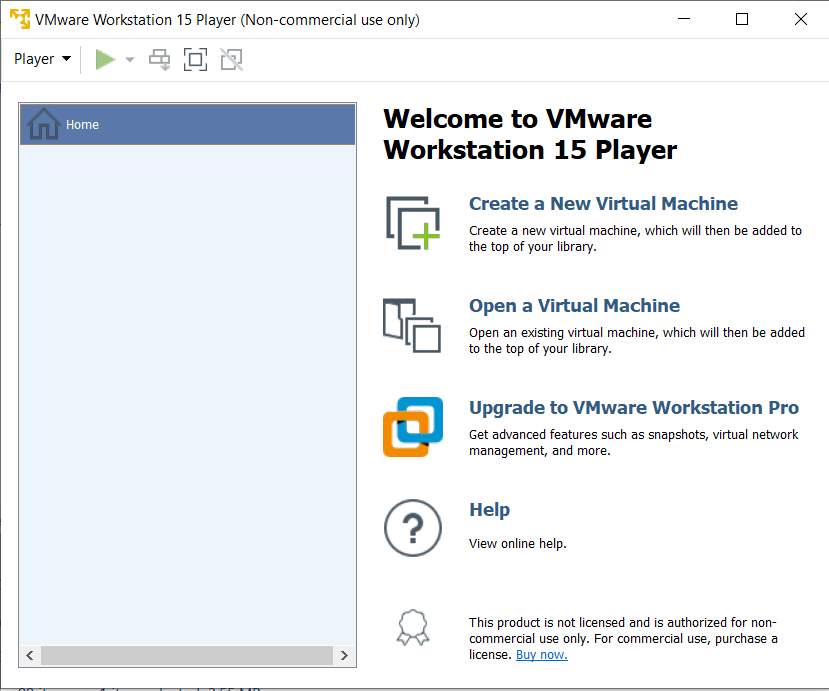 VMware Workstation 15 Player (Non-commercial use only)
Player
Home
Welcome to VMware
Workstation 15 Player
Create a New Virtual Machine
Create a new virtual machine, which will then be added to
the top of your library.
Open a Virtual Machine
Open an existing virtual machine, which will then be added
to the top of your library.
Upgrade to VMware Workstation Pro
Get advanced features such as snapshots, virtual network
management, and more.
Help
View online help.
This product is not licensed and is authorized for non-
commercial use only. For commercial use, purchase a
license. Buy now.